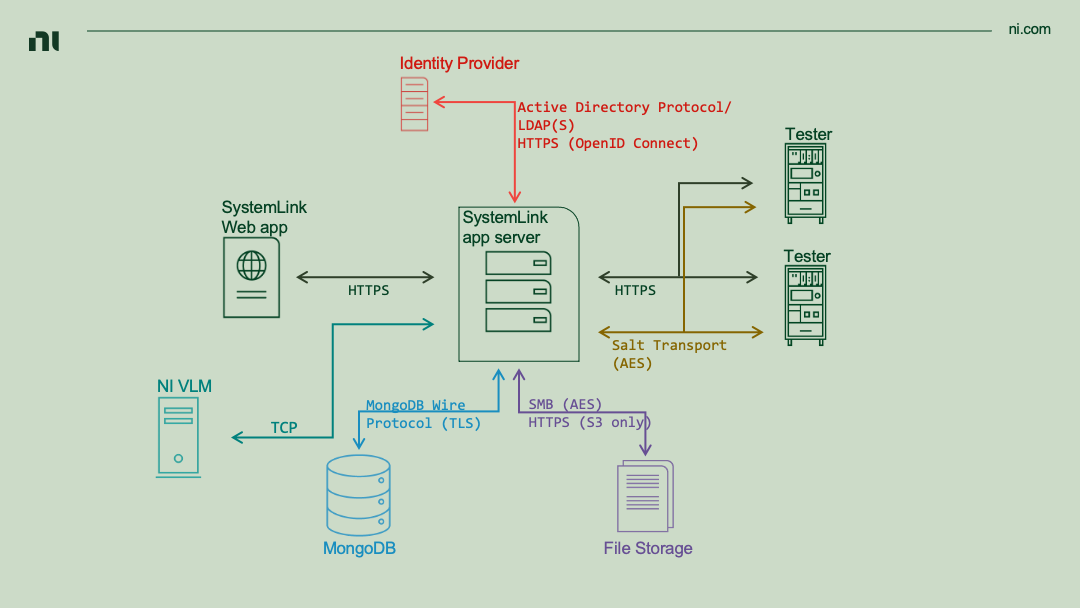 ni
ni.com
Identity Provider
Active Directory Protocol/
LDAP(S)
HTTPS (OpenID Connect)
Tester
SystemLink
Web app
SystemLink
app server
Tester
HTTPS
HTTPS
Salt Transport
(AES)
NI VLM
TCP
MongoDB Wire
Protocol (TLS)
SMB (AES)
HTTPS (S3 only)
MongoDB
File Storage